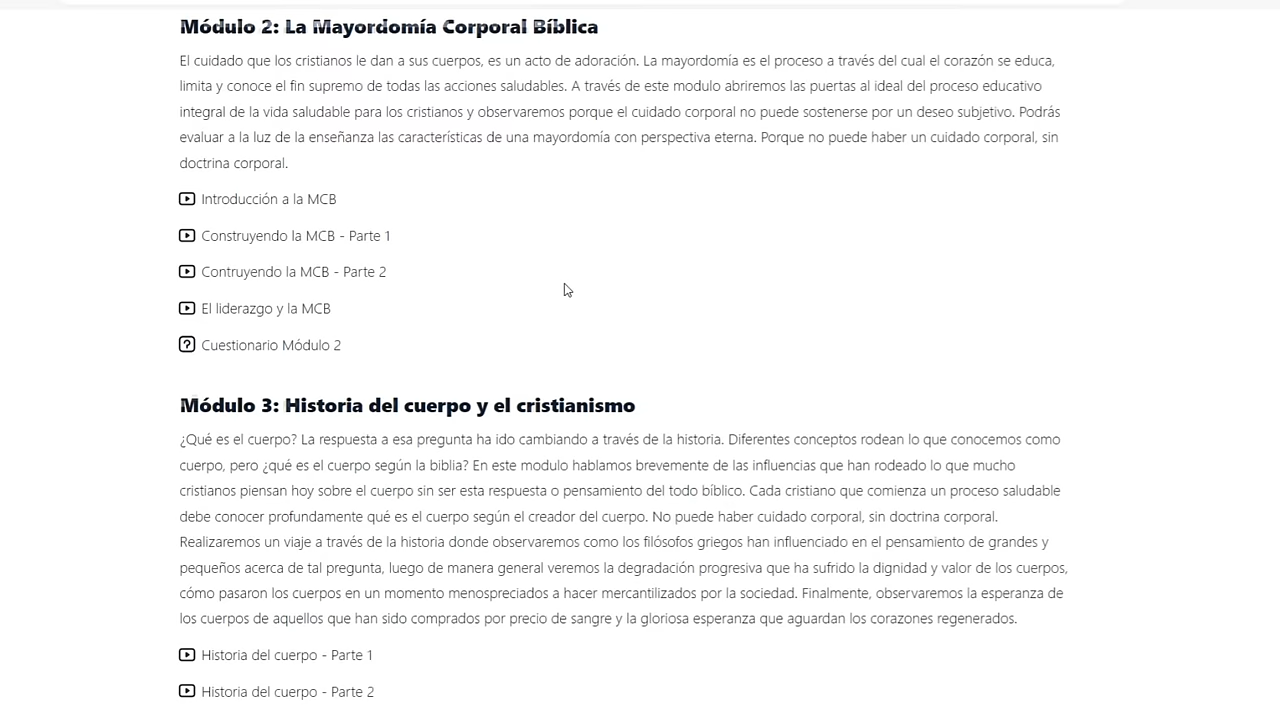 Módulo 2: La Mayordomía Corporal Bíblica
El cuidado que los cristianos le dan a sus cuerpos, es un acto de adoración. La mayordomía es el proceso a través del cual el corazón se educa,
limita y conoce el fin supremo de todas las acciones saludables. A través de este modulo abriremos las puertas al ideal del proceso educativo
integral de la vida saludable para los cristianos y observaremos porque el cuidado corporal no puede sostenerse por un deseo subjetivo. Podrás
evaluar a la luz de la enseñanza las características de una mayordomía con perspectiva eterna. Porque no puede haber un cuidado corporal, sin
doctrina corporal.
Introducción a la MCB
Construyendo la MCB - Parte 1
Contruyendo la MCB - Parte 2
El liderazgo y la MCB
Cuestionario Módulo 2
Módulo 3: Historia del cuerpo y el cristianismo
¿Qué es el cuerpo? La respuesta a esa pregunta ha ido cambiando a través de la historia. Diferentes conceptos rodean lo que conocemos como
cuerpo, pero ¿qué es el cuerpo según la biblia? En este modulo hablamos brevemente de las influencias que han rodeado lo que mucho
cristianos piensan hoy sobre el cuerpo sin ser esta respuesta o pensamiento del todo bíblico. Cada cristiano que comienza un proceso saludable
debe conocer profundamente qué es el cuerpo según el creador del cuerpo. No puede haber cuidado corporal, sin doctrina corporal.
Realizaremos un viaje a través de la historia donde observaremos como los filósofos griegos han influenciado en el pensamiento de grandes y
pequeños acerca de tal pregunta, luego de manera general veremos la degradación progresiva que ha sufrido la dignidad y valor de los cuerpos,
cómo pasaron los cuerpos en un momento menospreciados a hacer mercantilizados por la sociedad. Finalmente, observaremos la esperanza de
los cuerpos de aquellos que han sido comprados por precio de sangre y la gloriosa esperanza que aguardan los corazones regenerados.
Historia del cuerpo - Parte 1
Historia del cuerpo - Parte 2